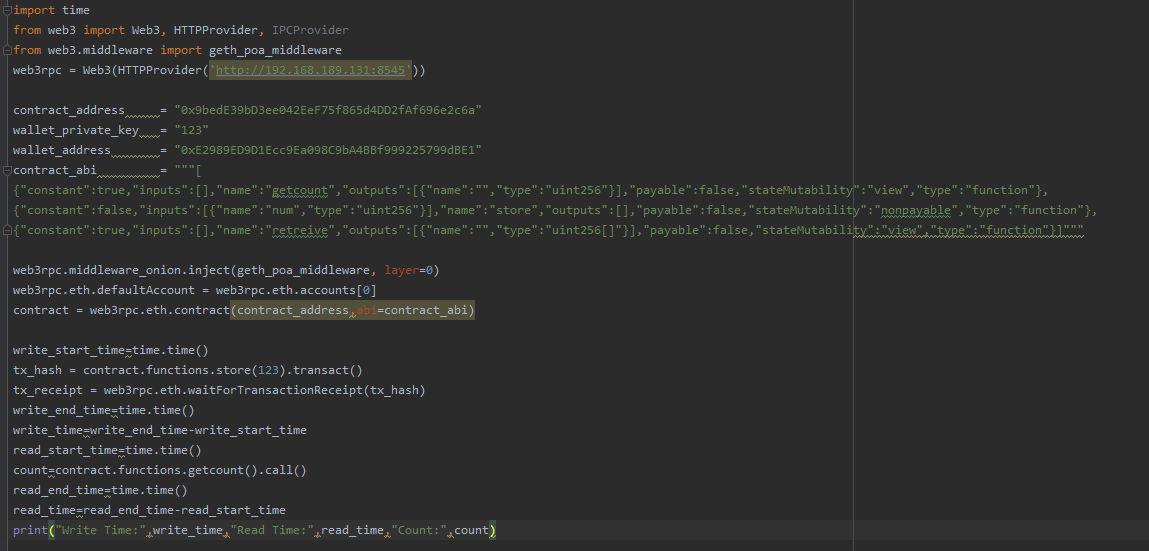 import time
from web3 import Web3, HTTPProvider, IPCProvider
from web3.middleware import geth_poa_middleware
web3rpc = Web3(HTTPProvider('http://192.168.189.131:8545'))
contract_address     = "0x9bedE39bD3ee042EeF75f865d4DD2fAf696e2c6a"
wallet_private_key   = "123"
wallet_address       = "0xE2989ED9D1Ecc9Ea098C9bA4BBf999225799dBE1"
contract_abi         = """[
{"constant":true,"inputs":[],"name":"getcount","outputs":[{"name":"","type":"uint256"}],"payable":false,"stateMutability":"view","type":"function"},
{"constant":false,"inputs":[{"name":"num","type":"uint256"}],"name":"store","outputs":[],"payable":false,"stateMutability":"nonpayable","type":"function"},
{"constant":true,"inputs":[],"name":"retreive","outputs":[{"name":"","type":"uint256[]"}],"payable":false,"stateMutability":"view","type":"function"}]"""
web3rpc.middleware_onion.inject(geth_poa_middleware, layer=0)
web3rpc.eth.defaultAccount = web3rpc.eth.accounts[0]
contract = web3rpc.eth.contract(contract_address,abi=contract_abi)
write_start_time=time.time()
tx_hash = contract.functions.store(123).transact()
tx_receipt = web3rpc.eth.waitForTransactionReceipt(tx_hash)
write_end_time=time.time()
write_time=write_end_time-write_start_time
read_start_time=time.time()
count=contract.functions.getcount().call()
read_end_time=time.time()
read_time=read_end_time-read_start_time
print("Write Time:",write_time,"Read Time:",read_time,"Count:",count)